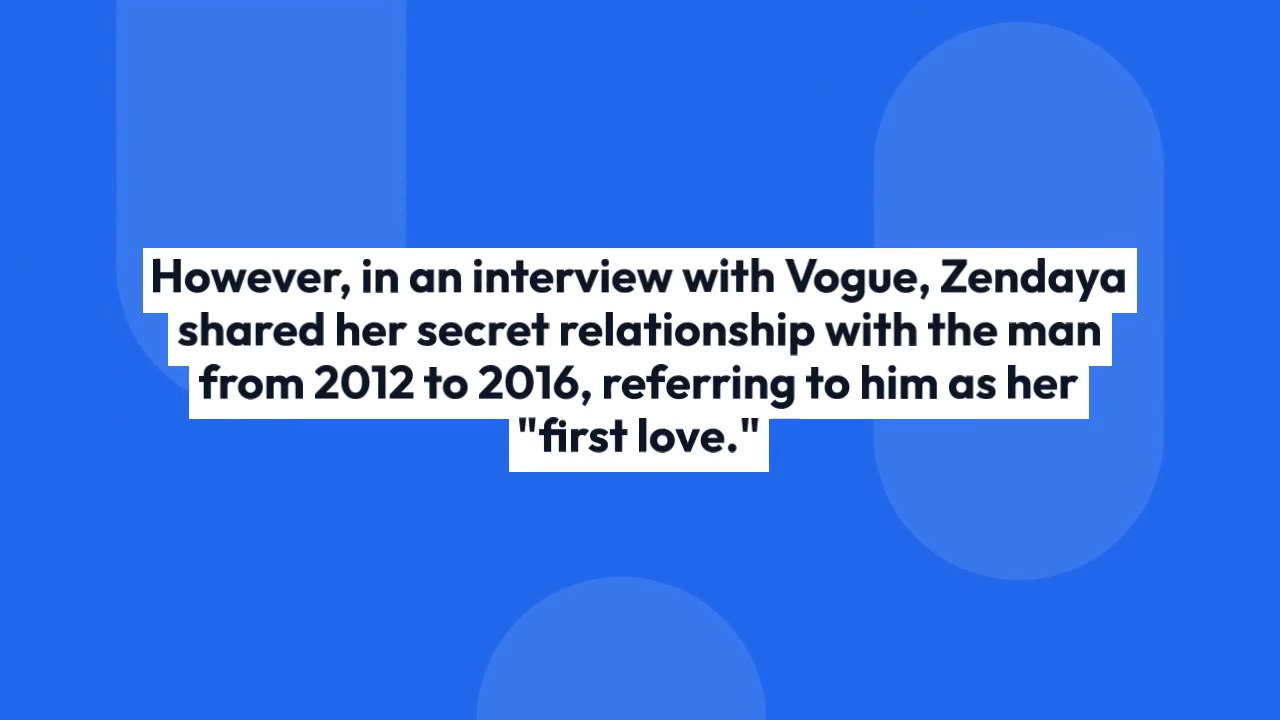 However, in an interview with Vogue, Zendaya
shared her secret relationship with the man
from 2012 to 2016, referring to him as her
"first love."